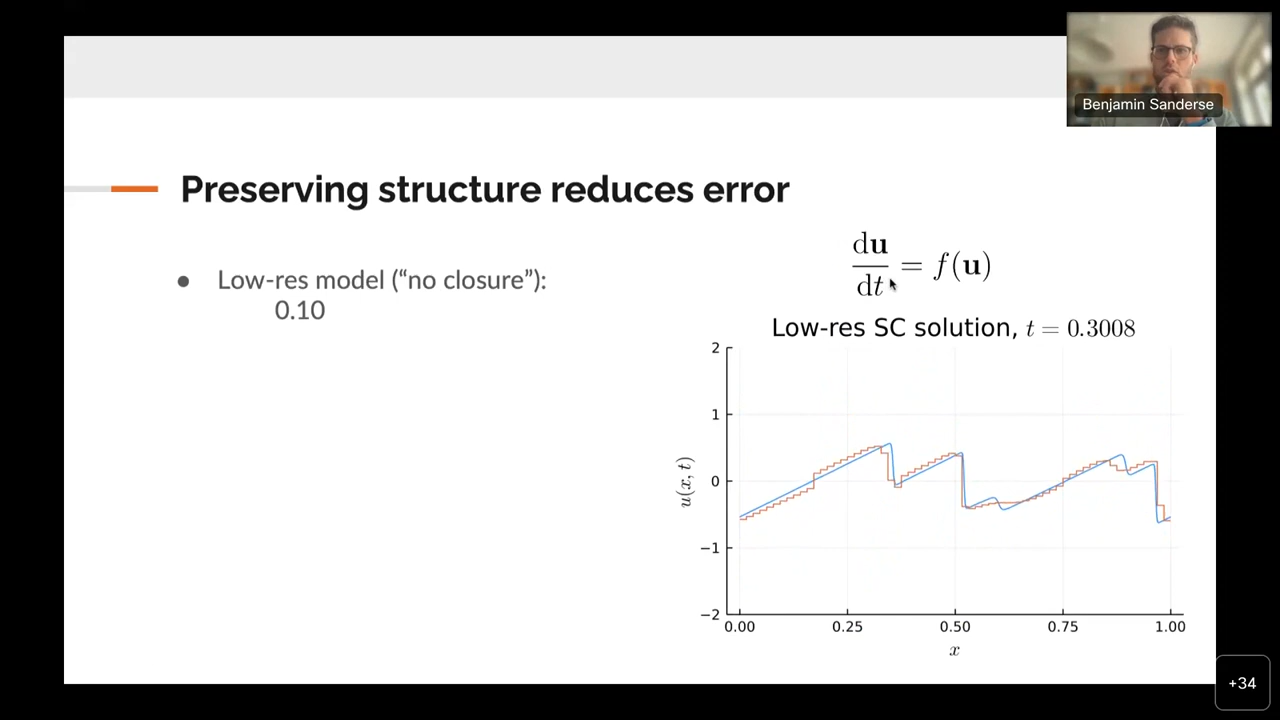 Benjamin Sanderse
Preserving structure reduces error
● Low-res model (“no closure”):
0.10
du/dt = f(u)
Low-res SC solution, t = 0.3008
2
1
0
−1
−2
u(x, t)
0.00 0.25 0.50 0.75 1.00
x
+34